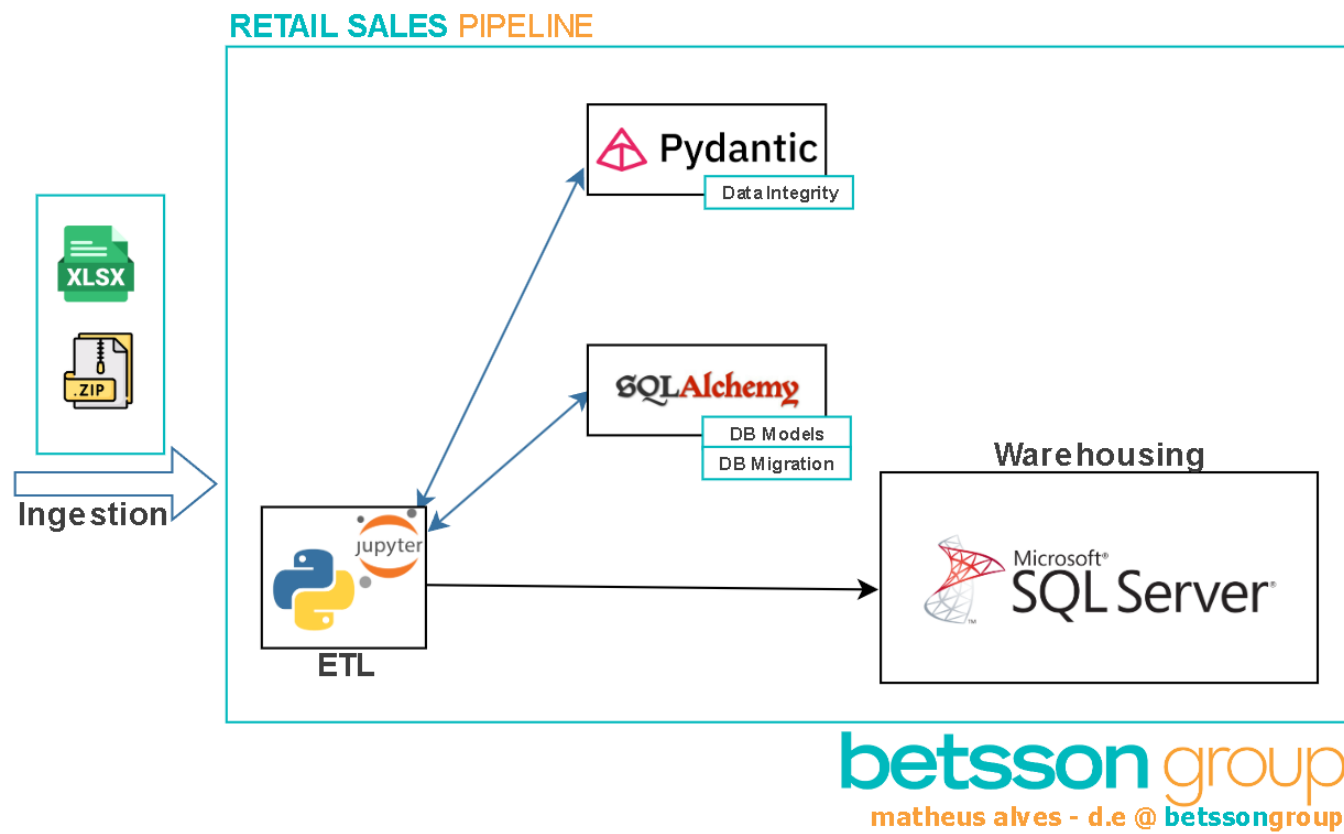 RETAIL SALES PIPELINE
Pydantic
Data Integrity
XLSX
.ZIP
SQLAlchemy
DB Models
DB Migration
Ingestion
Warehousing
jupyter
ETL
Microsoft®
SQL Server®
™
betsson group
matheus alves - d.e @ betssongroup